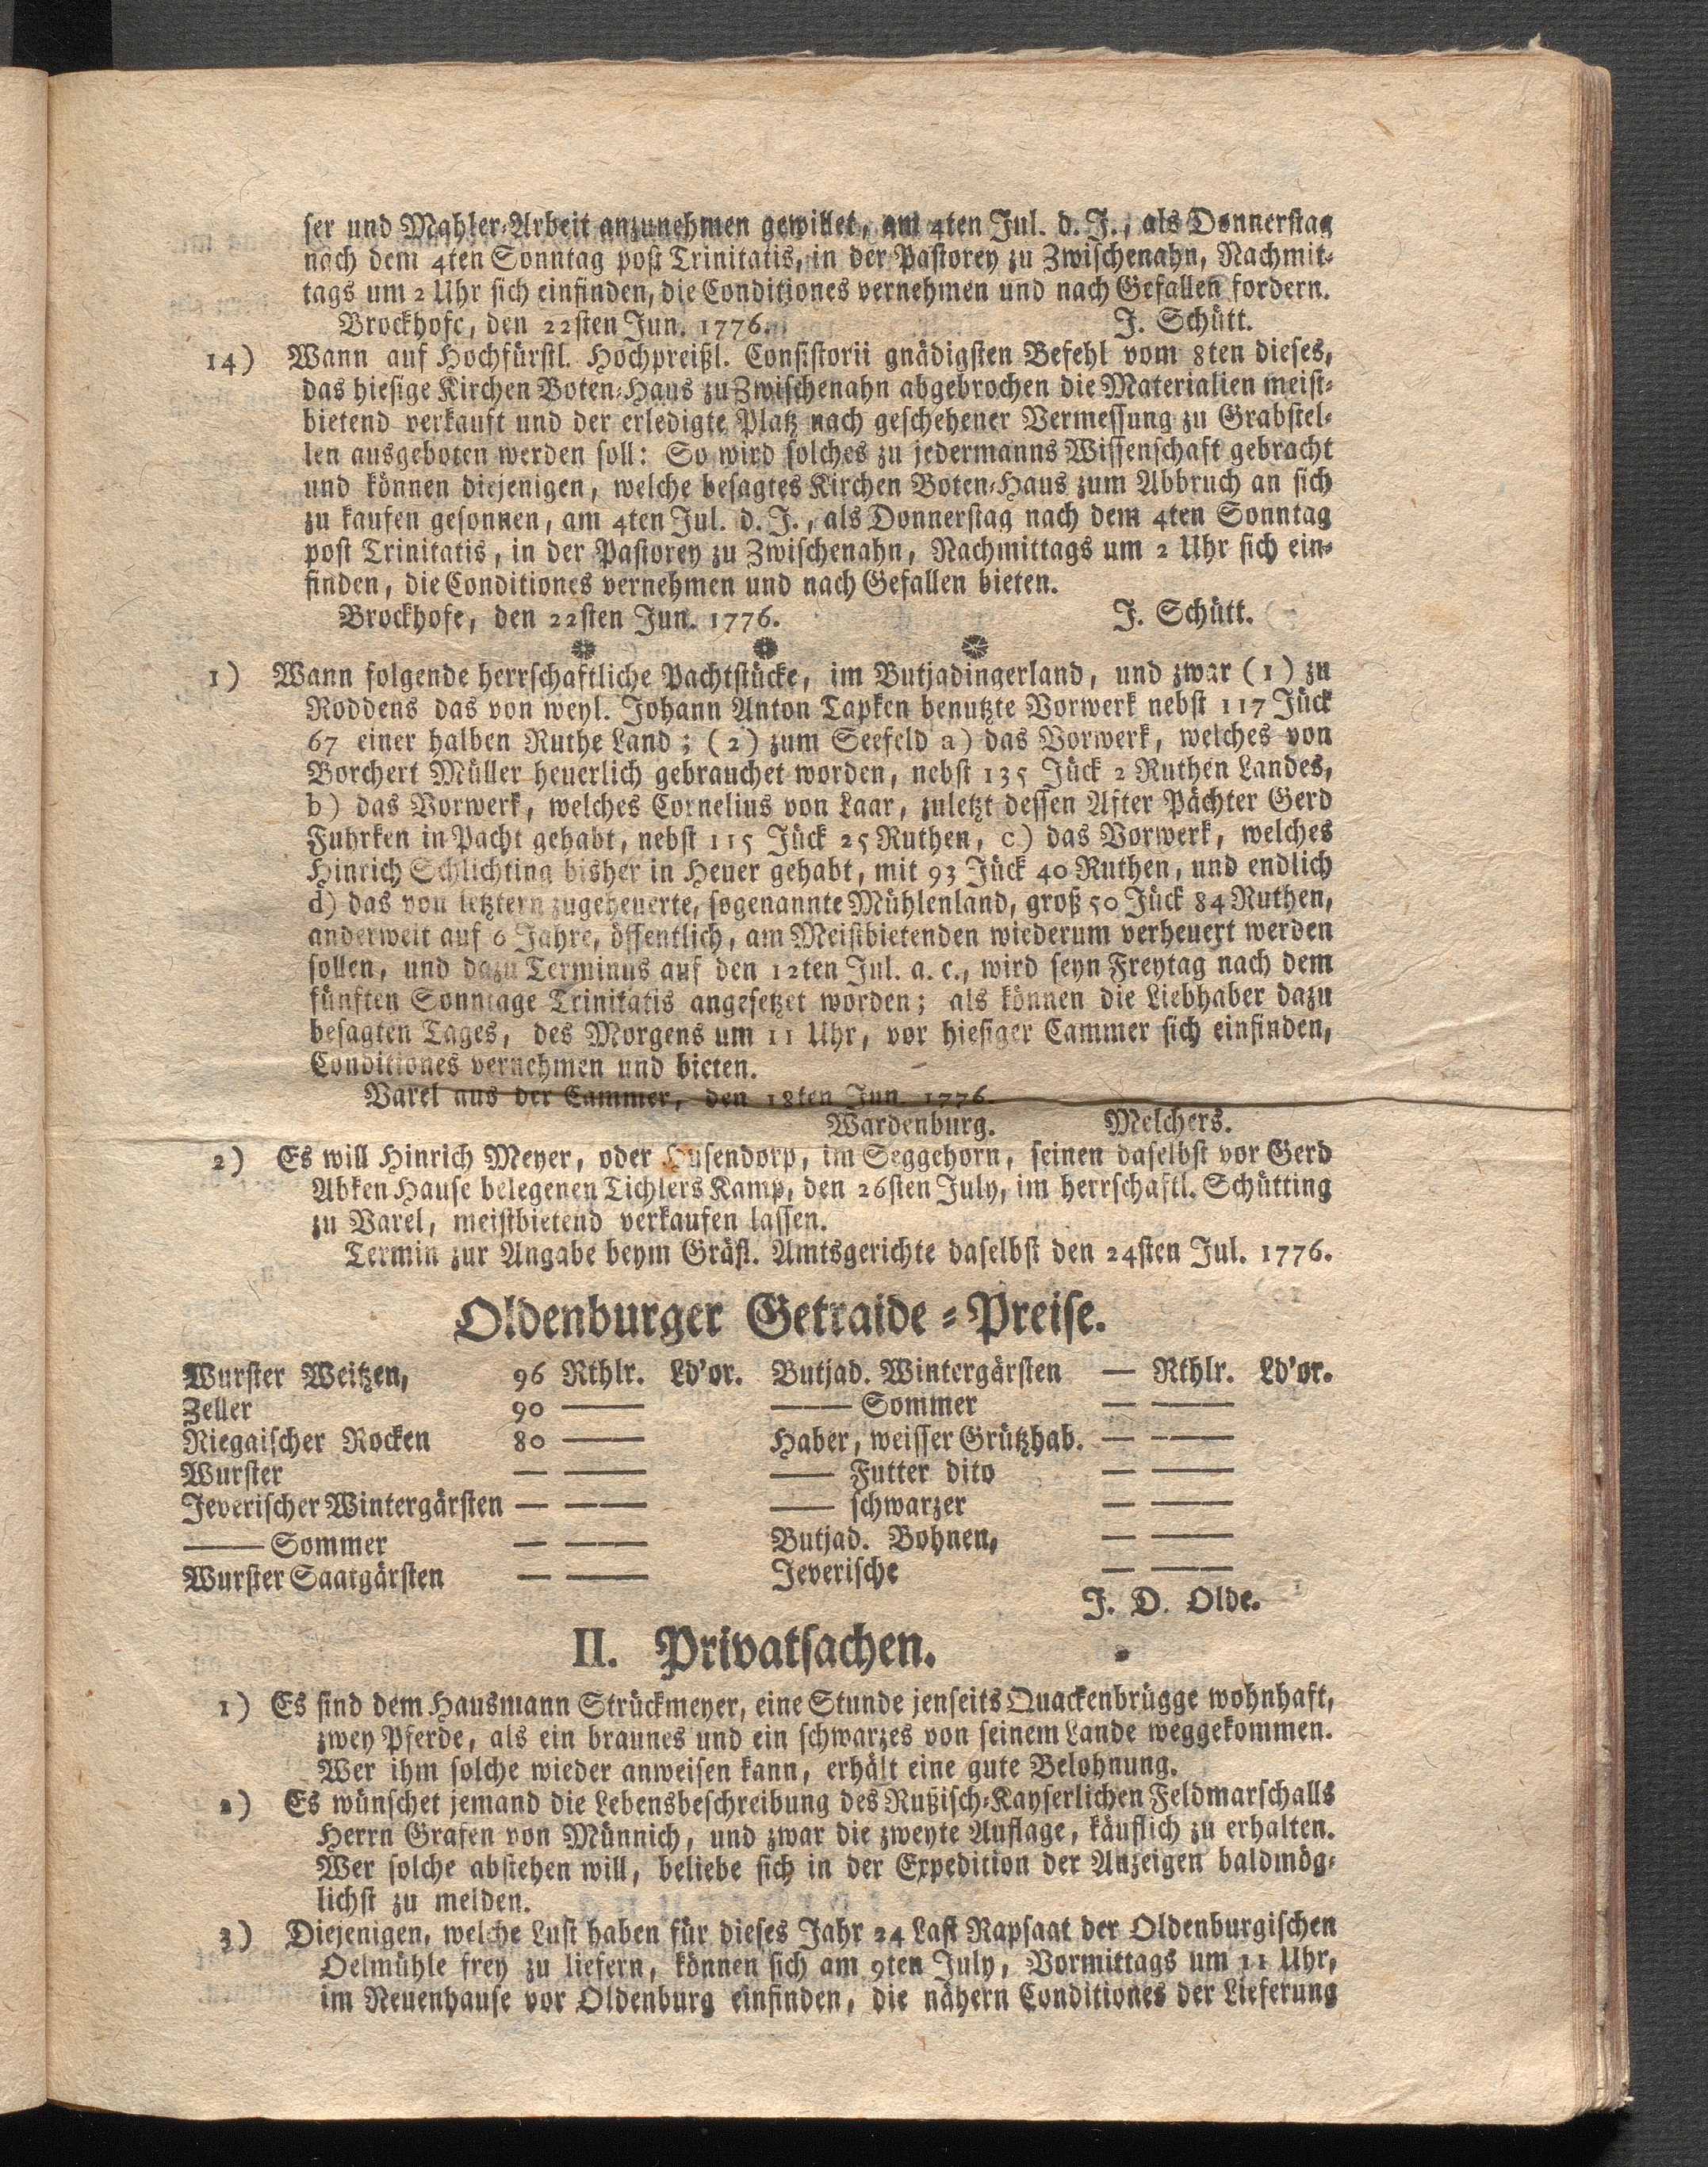 ser und Mahler-Arbeit anzunehmen gewillet, am 4ten Jul. d. J., als Donnerstag
nach dem 4ten Sonntag post Trinitatis, in der Pastorey zu Zwischenahn, Nachmit-
tags um 2 Uhr sich einfinden, die Conditiones vernehmen und nach Gefallen fordern.
Brockhofe, den 22sten Jun. 1776. J. Schütt.
14) Wann auf Hochfürstl. Hochpreißl. Consistorii gnädigsten Befehl vom 8ten dieses,
das hiesige Kirchen Boten-Haus zu Zwischenahn abgebrochen die Materialien meist-
bietend verkauft und der erledigte Platz nach geschehener Vermessung zu Grabstel-
len ausgeboten werden soll: So wird solches zu jedermanns Wissenschaft gebracht
und können diejenigen, welche besagtes Kirchen Boten-Haus zum Abbruch an sich
zu kaufen gesonnen, am 4ten Jul. d. J., als Donnerstag nach dem 4ten Sonntag
post Trinitatis, in der Pastorey zu Zwischenahn, Nachmittags um 2 Uhr sich ein-
finden, die Conditiones vernehmen und nach Gefallen bieten.
Brockhofe, den 22sten Jun. 1776. J. Schütt.
1) Wann folgende herrschaftliche Pachtstücke, im Butjadingerland, und zwar (1) zu
Roddens das von weyl. Johann Anton Tapken benutzte Vorwerk nebst 117 Jück
67 einer halben Ruthe Land; (2) zum Seefeld a) das Vorwerk, welches von
Borchert Müller heuerlich gebrauchet worden, nebst 135 Jück 2 Ruthen Landes,
b) das Vorwerk, welches Cornelius von Laar, zuletzt dessen After Pächter Gerd
Fuhrken in Pacht gehabt, nebst 115 Jück 25 Ruthen, c) das Vorwerk, welches
Hinrich Schlichting bisher in Heuer gehabt, mit 93 Jück 40 Ruthen, und endlich
d) das von letztern zugeheuerte, sogenannte Mühlenland, groß 50 Jück 84 Ruthen,
anderweit auf 6 Jahre, öffentlich, am Meistbietenden wiederum verheuert werden
sollen, und dazu Terminus auf den 12ten Jul. a. c., wird seyn Freytag nach dem
fünften Sonntage Trinitatis angesetzet worden; als können die Liebhaber dazu
besagten Tages, des Morgens um 11 Uhr, vor hiesiger Cammer sich einfinden,
Conditiones vernehmen und bieten.
Varel aus der Cammer, den 18ten Jun. 1776.
Wardenburg. Melchers.
2) Es will Hinrich Meyer, oder Husendorp, im Seggehorn, seinen daselbst vor Gerd
Abken Hause belegenen Tichlers Kamp, den 26sten July, im herrschaftl. Schütting
zu Varel, meistbietend verkaufen lassen.
Termin zur Angabe beym Gräfl. Amtsgerichte daselbst den 24sten Jul. 1776.
Oldenburger Getraide-Preise.
Wurster Weitzen, 96 Rthlr. Ld'or. Butjad. Wintergärsten — Rthlr. Ld'or.
Zeller 90 —— —— Sommer — ——
Riegaischer Rocken 80 —— Haber, weisser Grützhab. — ——
Wurster — —— —— Futter dito — ——
Jeverischer Wintergärsten — —— —— schwarzer — ——
—— Sommer — —— Butjad. Bohnen, — ——
Wurster Saatgärsten — —— Jeverische — ——
J. D. Olde.
II. Privatsachen.
1) Es sind dem Hausmann Strückmeyer, eine Stunde jenseits Quackenbrügge wohnhaft,
zwey Pferde, als ein braunes und ein schwarzes von seinem Lande weggekommen.
Wer ihm solche wieder anweisen kann, erhält eine gute Belohnung.
2) Es wünschet jemand die Lebensbeschreibung des Rußisch-Kayserlichen Feldmarschalls
Herrn Grafen von Münnich, und zwar die zweyte Auflage, käuflich zu erhalten.
Wer solche abstehen will, beliebe sich in der Expedition der Anzeigen baldmög-
lichst zu melden.
3) Diejenigen, welche Lust haben für dieses Jahr 24 Last Rapsaat der Oldenburgischen
Oelmühle frey zu liefern, können sich am 9ten July, Vormittags um 11 Uhr,
im Neuenhause vor Oldenburg einfinden, die nähern Conditiones der Lieferung